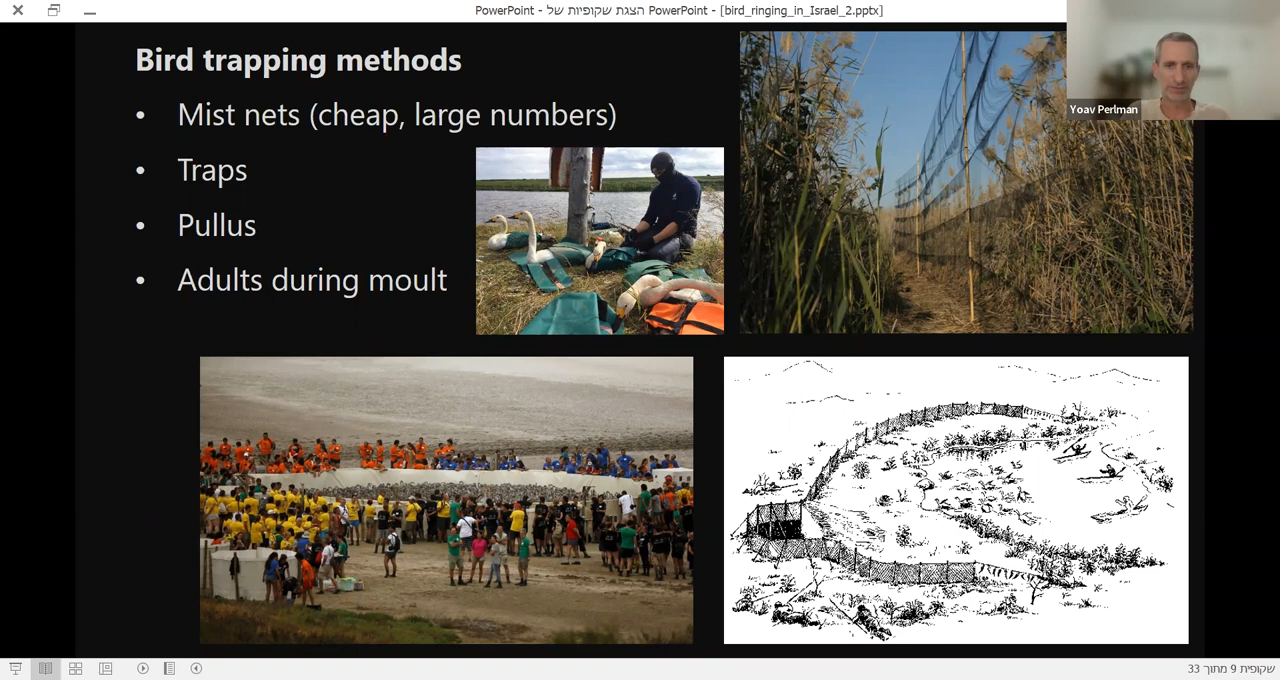 הצגת שקופיות של PowerPoint - [bird_ringing_in_Israel_2.pptx] - PowerPoint
Yoav Perlman
Bird trapping methods
• Mist nets (cheap, large numbers)
• Traps
• Pullus
• Adults during moult
שקופית 9 מתוך 33